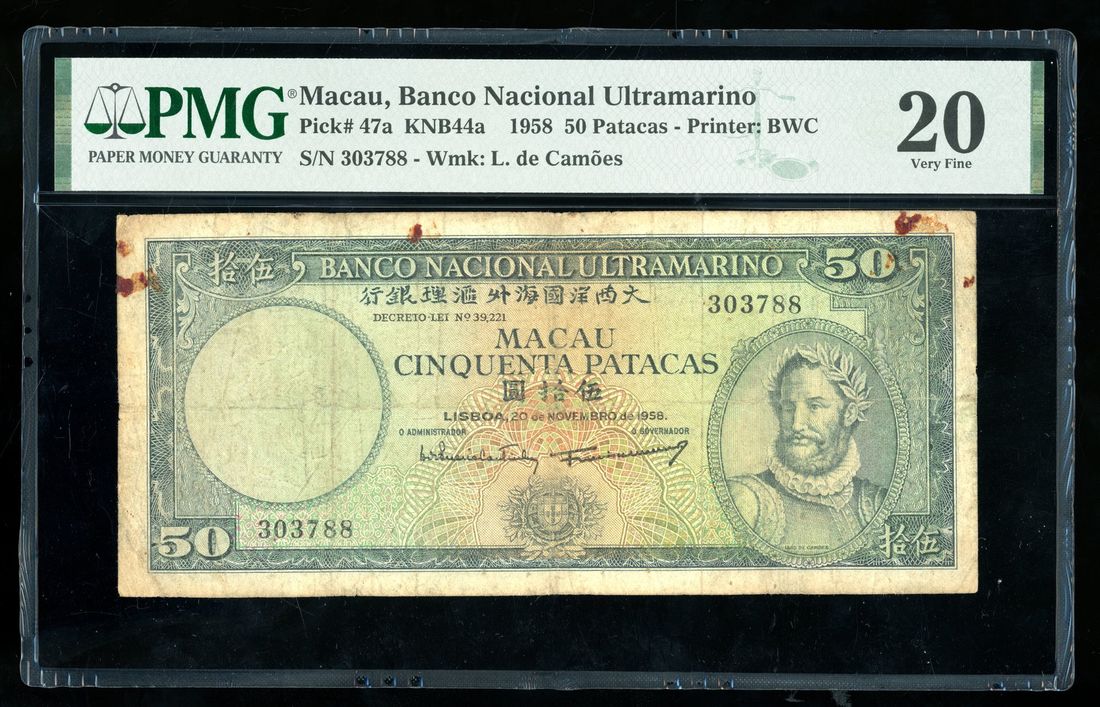 PMG®
PAPER MONEY GUARANTY
Macau, Banco Nacional Ultramarino
Pick# 47a KNB44a 1958 50 Patacas - Printer: BWC
S/N 303788 - Wmk: L. de Camões
20
Very Fine
伍拾
BANCO NACIONAL ULTRAMARINO
50
大西洋國海外滙理銀行
303788
DECRETO-LEI Nº 39,221
MACAU
CINQUENTA PATACAS
伍拾圓
LISBOA, 20 de NOVEMBRO de 1958.
O ADMINISTRADOR
O GOVERNADOR
303788
50
LUIS DE CAMÕES
伍拾